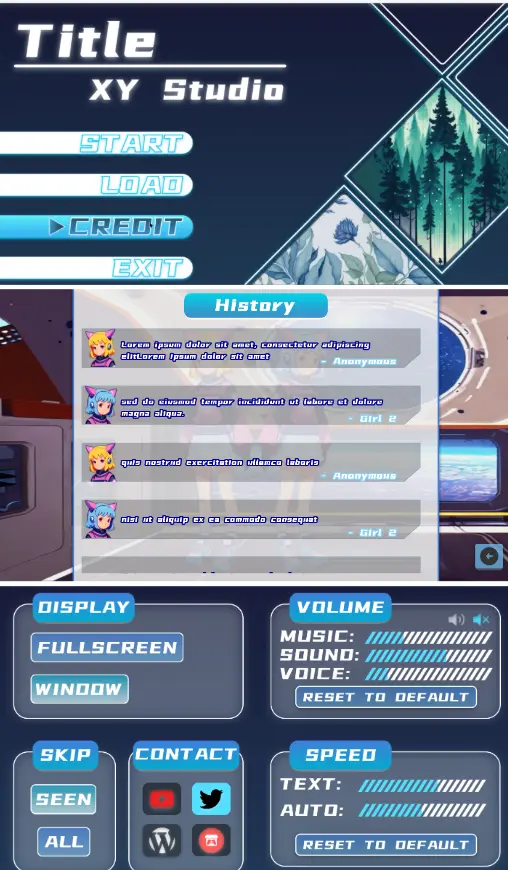 Title
XY Studio
START
LOAD
CREDIT
EXIT
History
Lorem ipsum dolor sit amet, consectetur adipiscing
elitLorem ipsum dolor sit amet
- Anonymous
sed do eiusmod tempor incididunt ut labore et dolore
magna aliqua.
- Girl 2
quis nostrud exercitation ullamco laboris
- Anonymous
nisi ut aliquip ex ea commodo consequat
- Girl 2
DISPLAY
FULLSCREEN
WINDOW
VOLUME
MUSIC:
SOUND:
VOICE:
RESET TO DEFAULT
SKIP
SEEN
ALL
CONTACT
SPEED
TEXT:
AUTO:
RESET TO DEFAULT